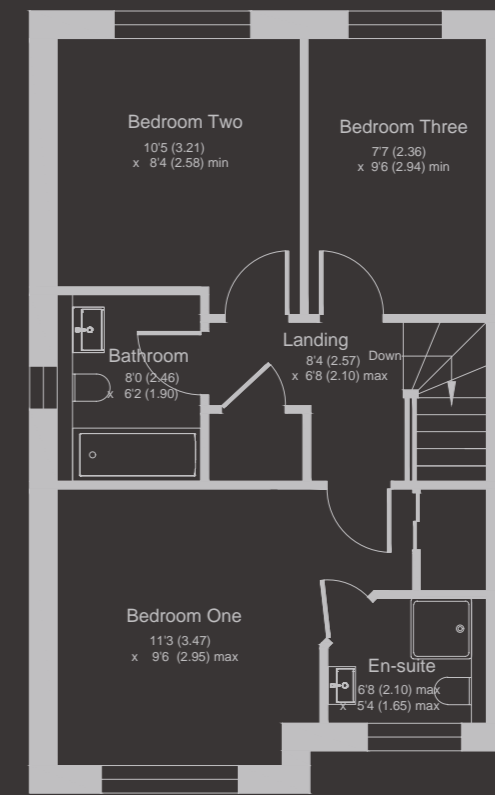 Bedroom Two
10'5 (3.21)
x 8'4 (2.58) min
Bedroom Three
7'7 (2.36)
x 9'6 (2.94) min
Landing
8'4 (2.57)
x 6'8 (2.10) max
Down
Bathroom
8'0 (2.46)
x 6'2 (1.90)
Bedroom One
11'3 (3.47)
x 9'6 (2.95) max
En-suite
6'8 (2.10) max
x 5'4 (1.65) max